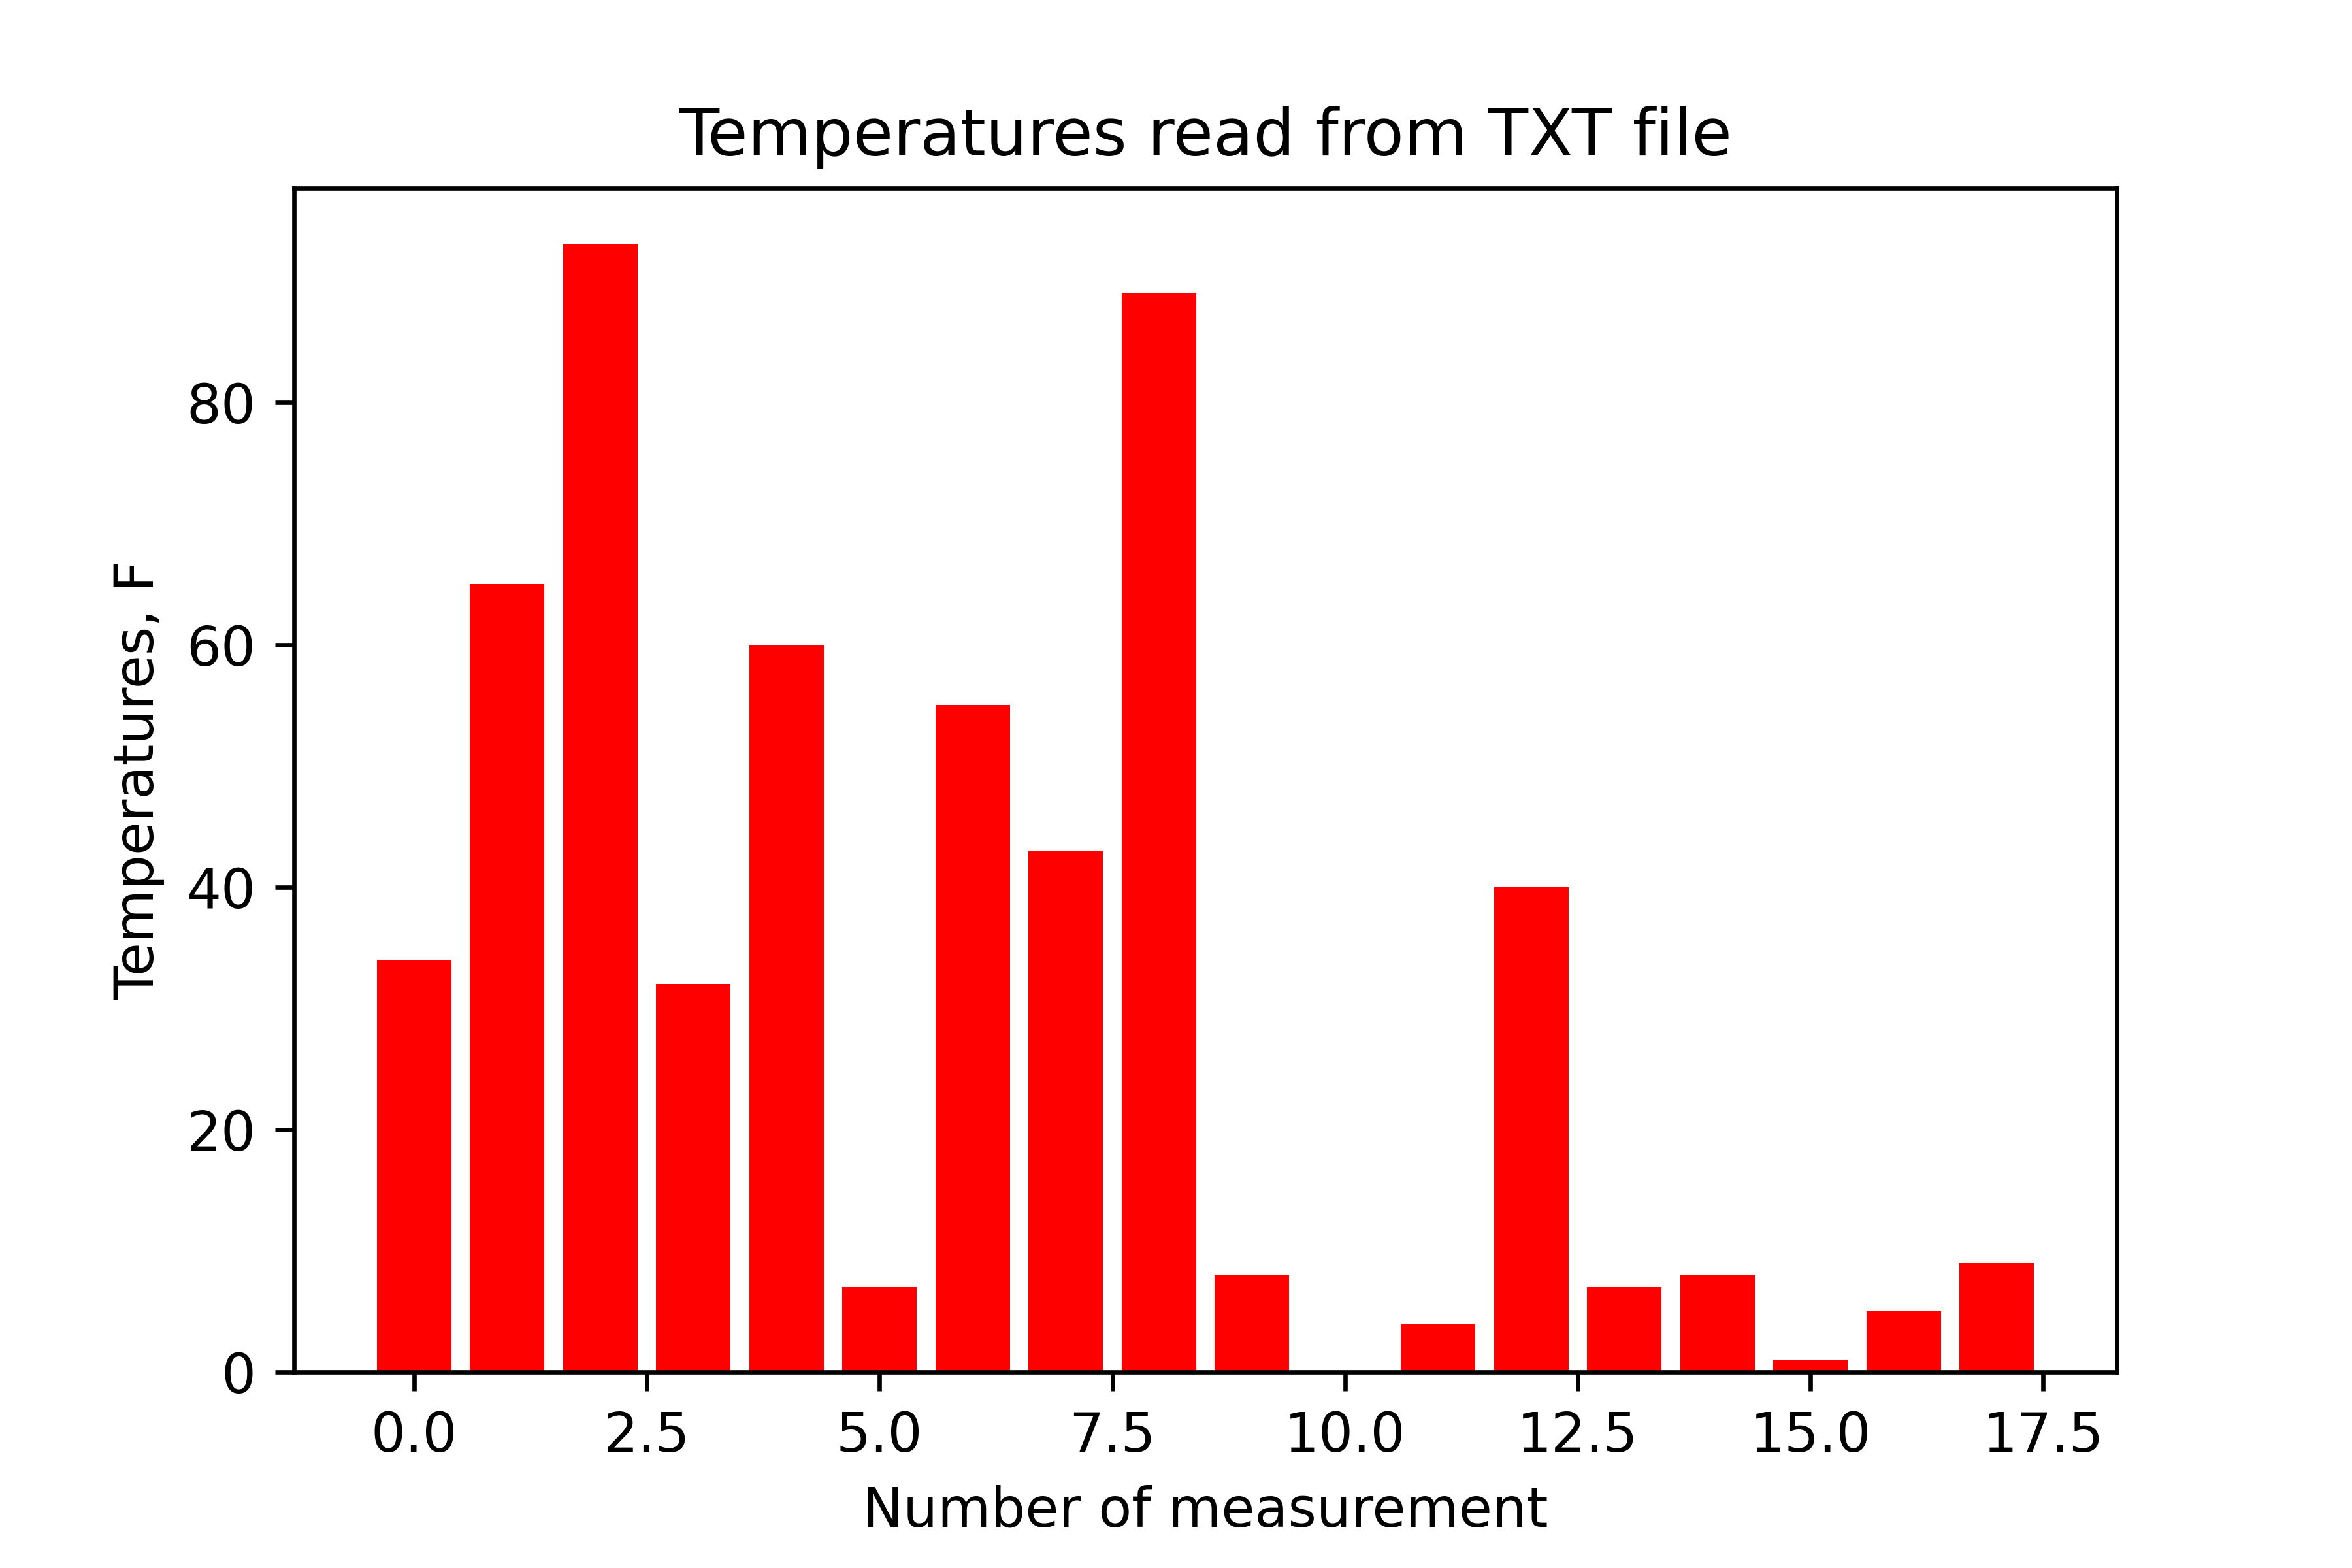 Temperatures read from TXT file
Temperatures, F
80
60
40
20
0
0.0 2.5 5.0 7.5 10.0 12.5 15.0 17.5
Number of measurement